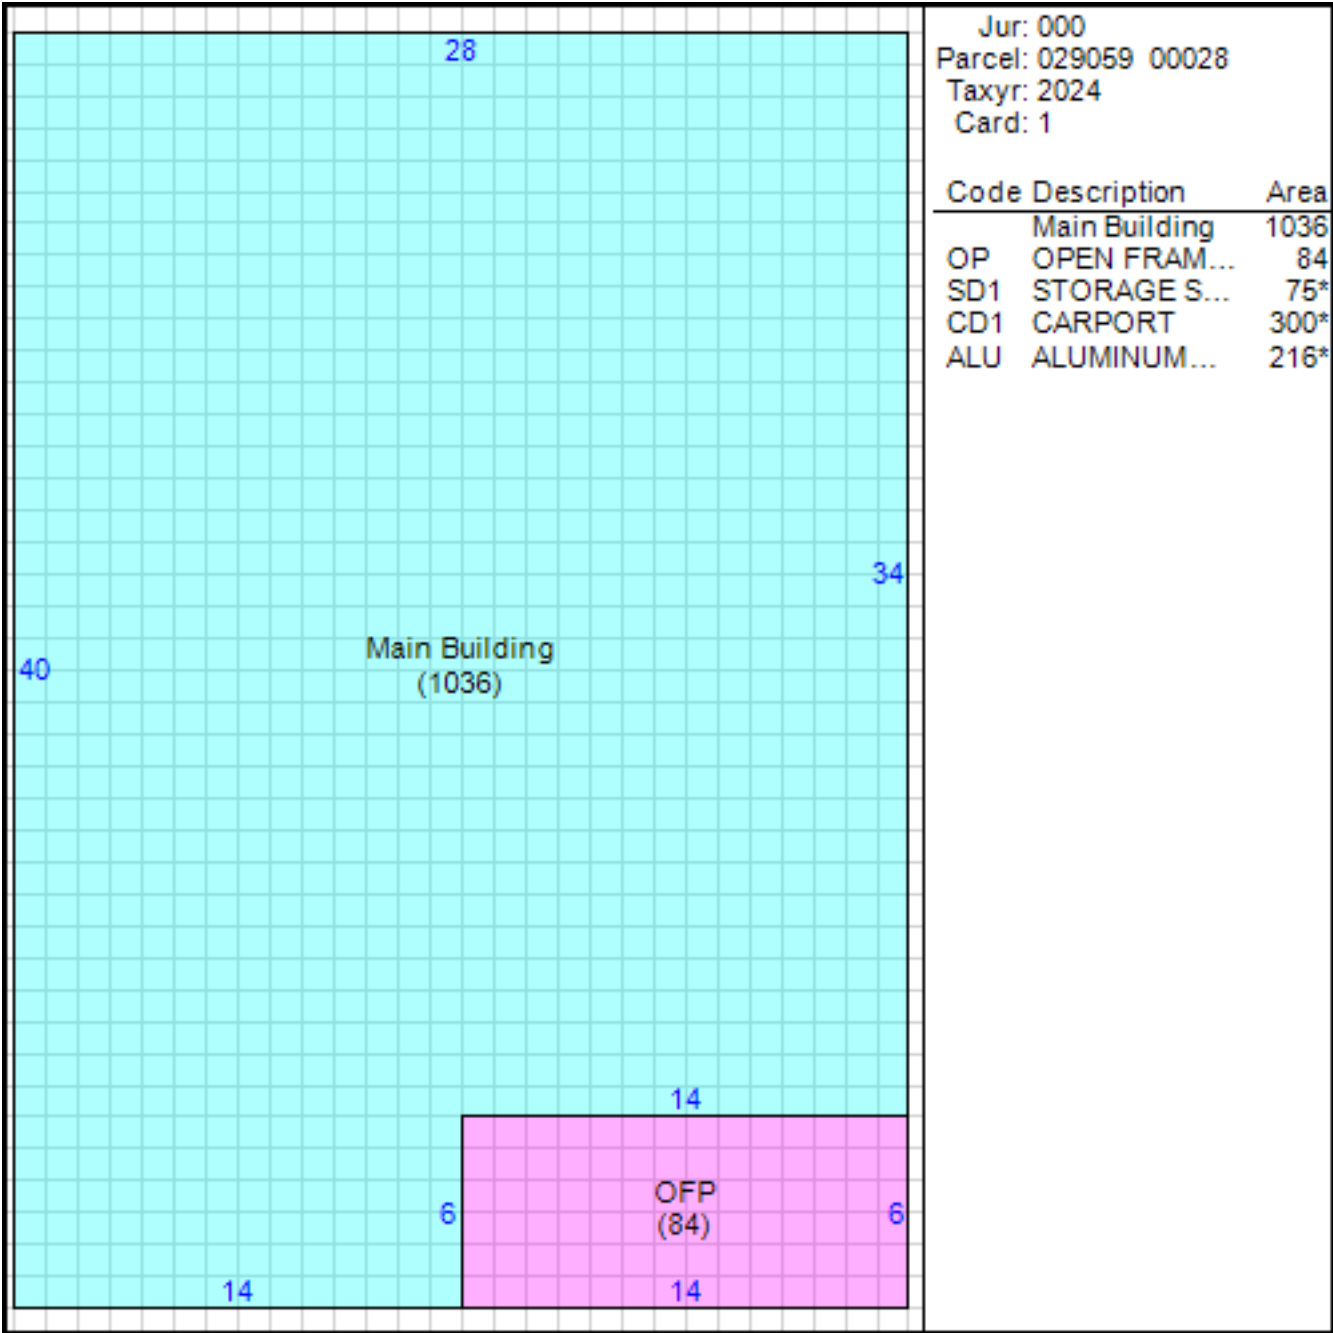 28
34
40
Main Building
(1036)
14
OFP
(84)
6
6
14
14
Jur: 000
Parcel: 029059 00028
Taxyr: 2024
Card: 1
Code Description Area
Main Building 1036
OP OPEN FRAM... 84
SD1 STORAGE S... 75*
CD1 CARPORT 300*
ALU ALUMINUM... 216*